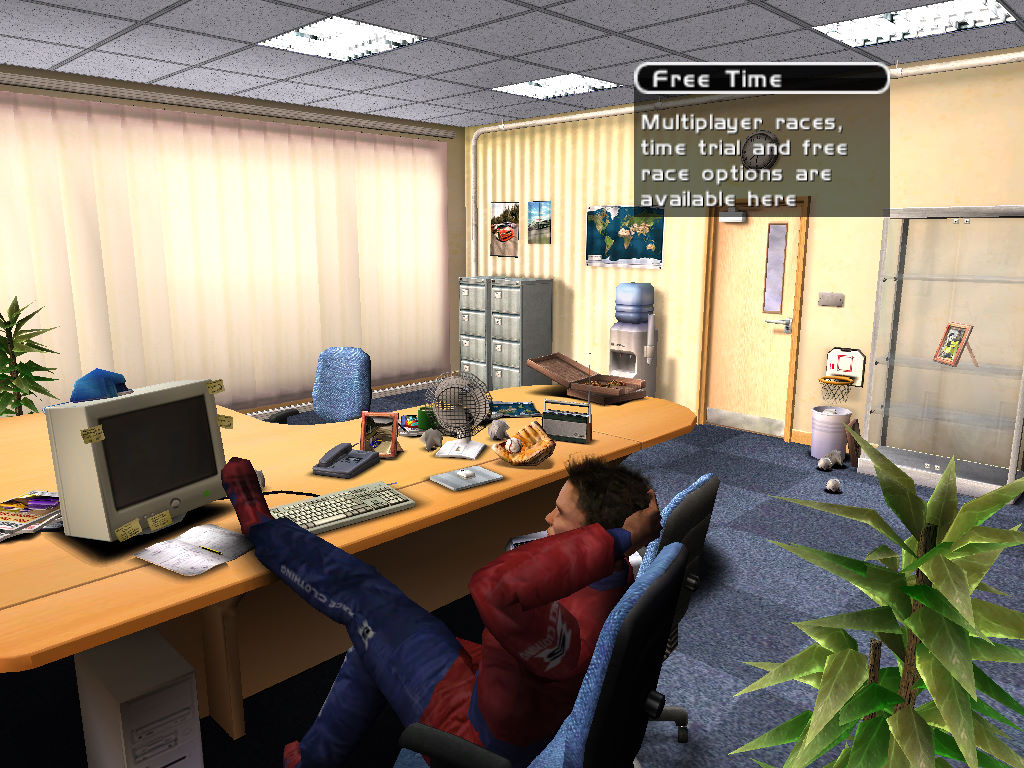 Free Time
Multiplayer races,
time trial and free
race options are
available here